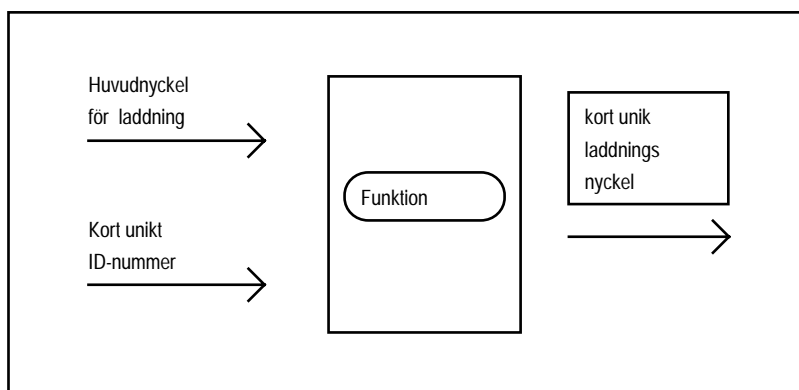 Huvudnyckel
för laddning
Kort unikt
ID-nummer
Funktion
kort unik
laddnings
nyckel